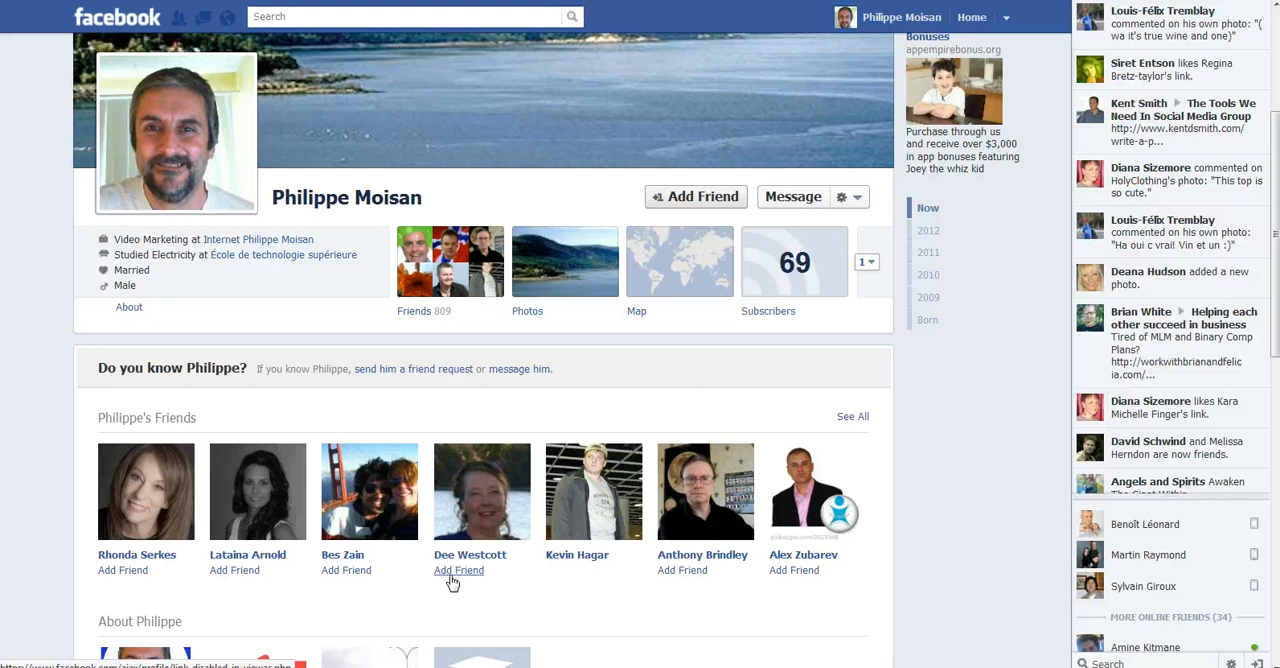 facebook
Search
Philippe Moisan
Home
Philippe Moisan
+1 Add Friend
Message
Video Marketing at Internet Philippe Moisan
Studied Electricity at École de technologie supérieure
Married
Male
About
Friends 809
Photos
Map
69
Subscribers
1
Do you know Philippe? If you know Philippe, send him a friend request or message him.
Philippe's Friends
See All
Rhonda Serkes
Add Friend
Lataina Arnold
Add Friend
Bes Zain
Add Friend
Dee Westcott
Add Friend
Kevin Hagar
Anthony Brindley
Add Friend
Alex Zubarev
Add Friend
About Philippe
Bonuses
appempirebonus.org
Purchase through us
and receive over $3,000
in app bonuses featuring
Joey the whiz kid
Now
2012
2011
2010
2009
Born
Louis-Félix Tremblay
commented on his own photo: "(
wa it's true wine and one)"
Siret Entson likes Regina
Bretz-taylor's link.
Kent Smith ▶ The Tools We
Need In Social Media Group
http://www.kentdsmith.com/
write-a-p...
Diana Sizemore commented on
HolyClothing's photo: "This top is
so cute."
Louis-Félix Tremblay
commented on his own photo:
"Ha oui c vrai! Vin et un :)"
Deana Hudson added a new
photo.
Brian White ▶ Helping each
other succeed in business
Tired of MLM and Binary Comp
Plans?
http://workwithbrianandfelic
ia.com/...
Diana Sizemore likes Kara
Michelle Finger's link.
David Schwind and Melissa
Herndon are now friends.
Angels and Spirits Awaken
Benoît Léonard
Martin Raymond
Sylvain Giroux
MORE ONLINE FRIENDS (34)
Amine Kitmane
Search